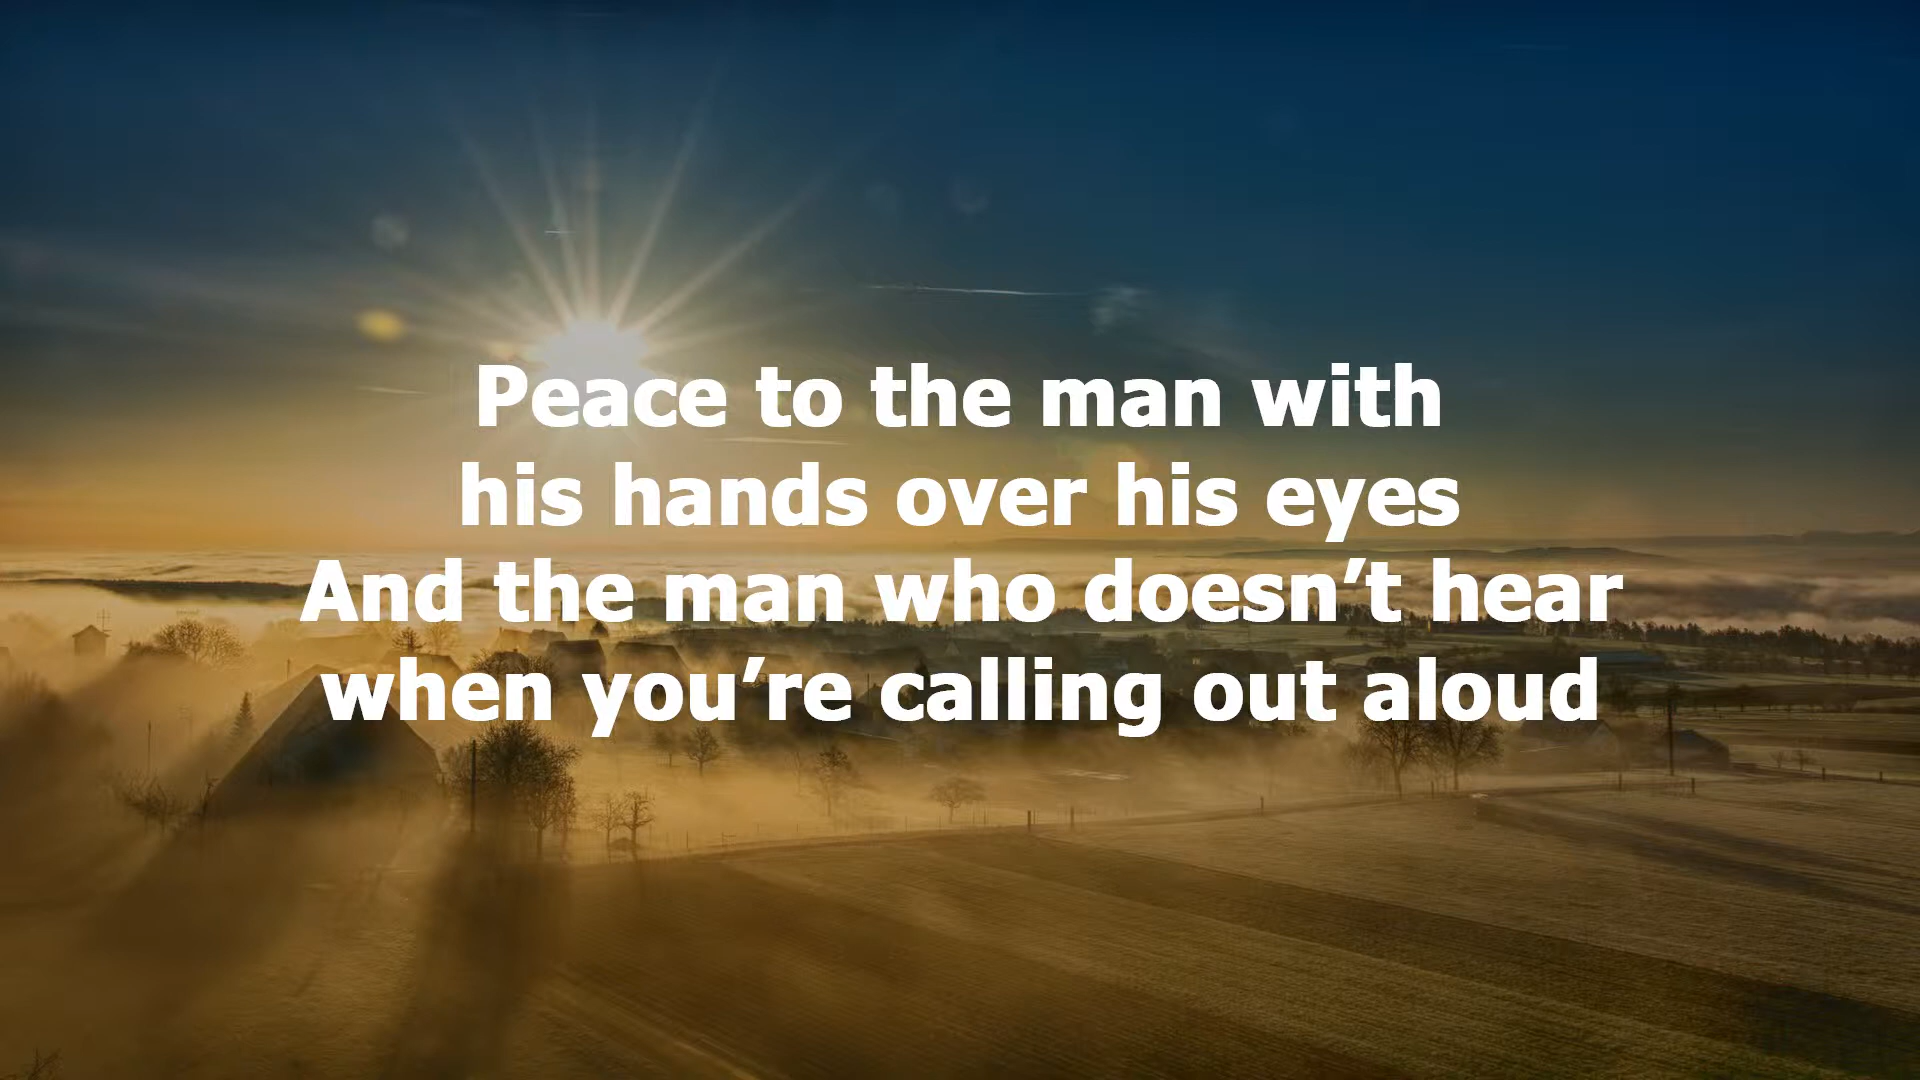 Peace to the man with
his hands over his eyes
And the man who doesn’t hear
when you’re calling out aloud